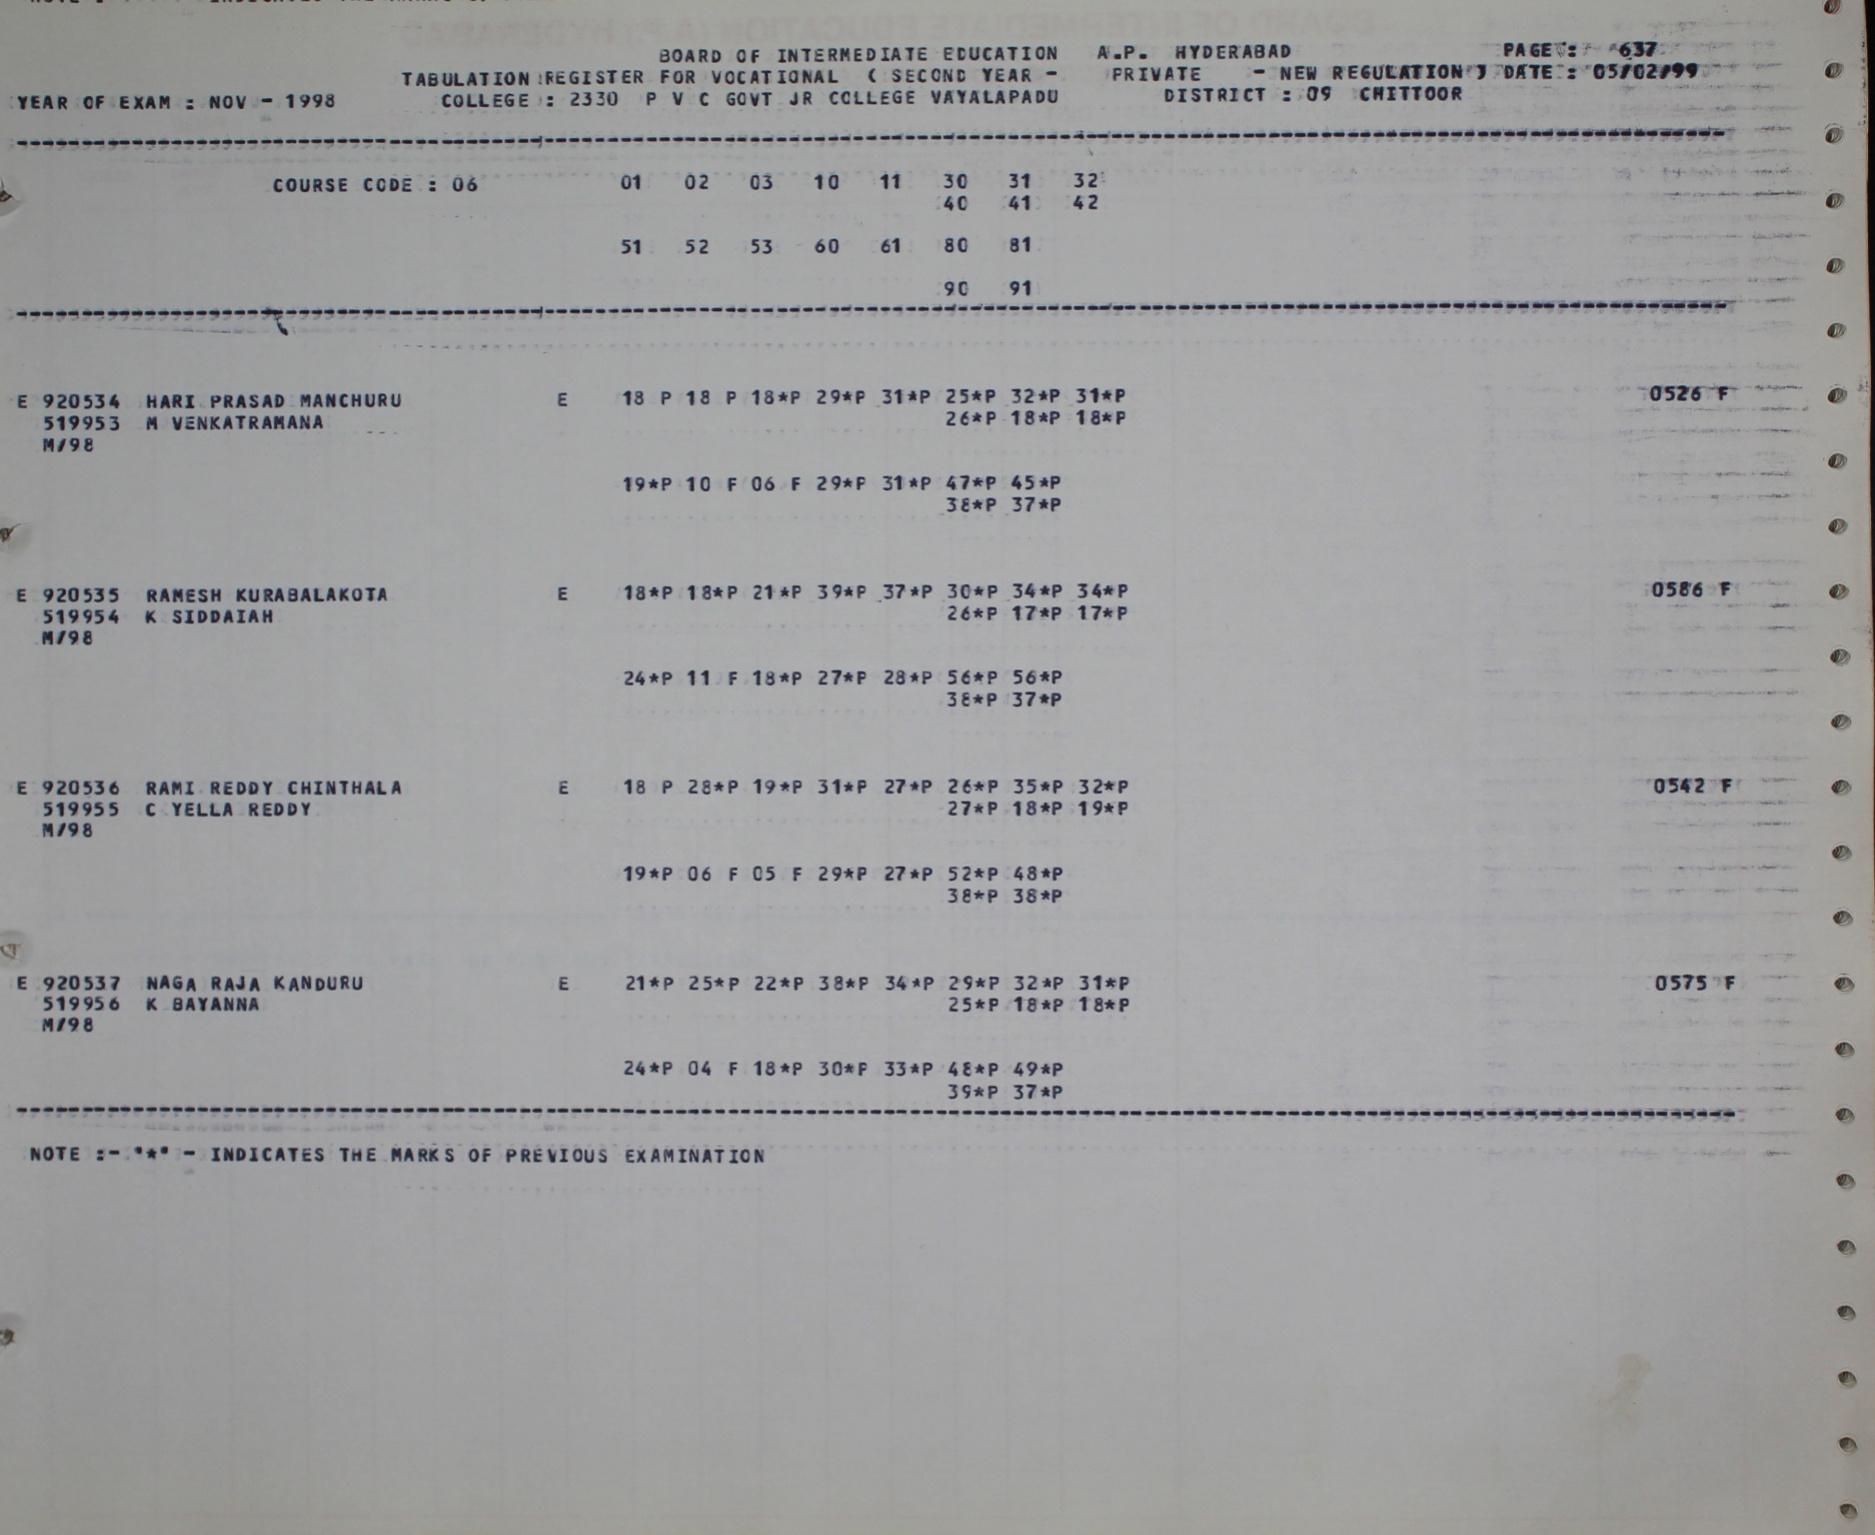 BOARD OF INTERMEDIATE EDUCATION A.P. HYDERABAD PAGE : 637
TABULATION REGISTER FOR VOCATIONAL ( SECOND YEAR - PRIVATE - NEW REGULATION ) DATE : 05/02/99
YEAR OF EXAM : NOV - 1998 COLLEGE : 2330 P V C GOVT JR COLLEGE VAYALAPADU DISTRICT : 09 CHITTOOR
COURSE CODE : 06 01 02 03 10 11 30 31 32
40 41 42
51 52 53 60 61 80 81
90 91
E 920534 HARI PRASAD MANCHURU E 18 P 18 P 18*P 29*P 31*P 25*P 32*P 31*P 0526 F
519953 M VENKATRAMANA 26*P 18*P 18*P
M/98
19*P 10 F 06 F 29*P 31*P 47*P 45*P
38*P 37*P
E 920535 RAMESH KURABALAKOTA E 18*P 18*P 21*P 39*P 37*P 30*P 34*P 34*P 0586 F
519954 K SIDDAIAH 26*P 17*P 17*P
M/98
24*P 11 F 18*P 27*P 28*P 56*P 56*P
38*P 37*P
E 920536 RAMI REDDY CHINTHALA E 18 P 28*P 19*P 31*P 27*P 26*P 35*P 32*P 0542 F
519955 C YELLA REDDY 27*P 18*P 19*P
M/98
19*P 06 F 05 F 29*P 27*P 52*P 48*P
38*P 38*P
E 920537 NAGA RAJA KANDURU E 21*P 25*P 22*P 38*P 34*P 29*P 32*P 31*P 0575 F
519956 K BAYANNA 25*P 18*P 18*P
M/98
24*P 04 F 18*P 30*P 33*P 48*P 49*P
39*P 37*P
NOTE :- "*" - INDICATES THE MARKS OF PREVIOUS EXAMINATION